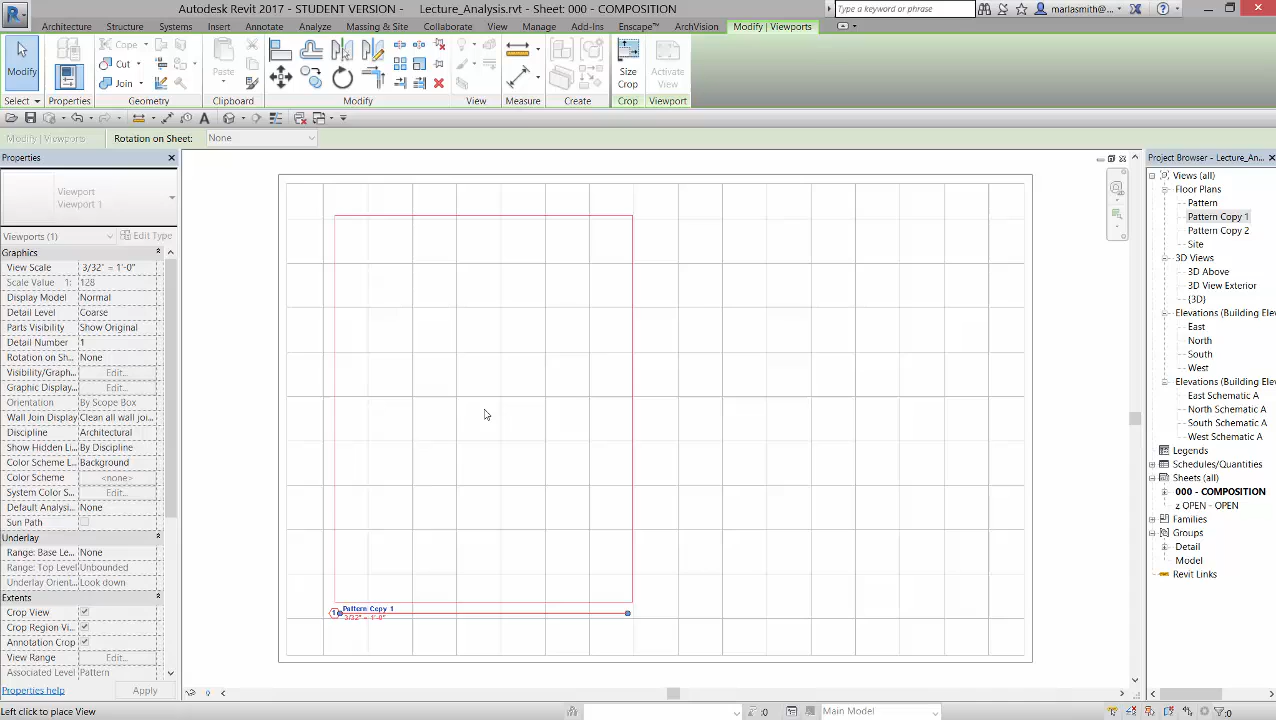 Autodesk Revit 2017 - STUDENT VERSION - Lecture_Analysis.rvt - Sheet: 000 - COMPOSITION
Type a keyword or phrase
marlasmith
Architecture Structure Systems Insert Annotate Analyze Massing & Site Collaborate View Manage Add-Ins Enscape™ ArchVision Modify | Viewports
Modify
Cope
Cut
Join
Paste
Size Crop
Activate View
Select Properties Geometry Clipboard Modify View Measure Create Crop Viewport
Modify | Viewports
Rotation on Sheet: None
Properties
Viewport
Viewport 1
Viewports (1) Edit Type
Graphics
View Scale 3/32" = 1'-0"
Scale Value 1: 128
Display Model Normal
Detail Level Coarse
Parts Visibility Show Original
Detail Number 1
Rotation on Sh... None
Visibility/Graph... Edit...
Graphic Display... Edit...
Orientation By Scope Box
Wall Join Display Clean all wall joi...
Discipline Architectural
Show Hidden Li... By Discipline
Color Scheme L... Background
Color Scheme <none>
System Color S... Edit...
Default Analysi... None
Sun Path
Underlay
Range: Base Le... None
Range: Top Level Unbounded
Underlay Orient... Look down
Extents
Crop View
Crop Region Vi...
Annotation Crop
View Range Edit...
Associated Level Pattern
Properties help Apply
1 Pattern Copy 1
3/32" = 1'-0"
Project Browser - Lecture_An...
Views (all)
Floor Plans
Pattern
Pattern Copy 1
Pattern Copy 2
Site
3D Views
3D Above
3D View Exterior
{3D}
Elevations (Building Ele
East
North
South
West
Elevations (Building Ele
East Schematic A
North Schematic A
South Schematic A
West Schematic A
Legends
Schedules/Quantities
Sheets (all)
000 - COMPOSITION
z OPEN - OPEN
Families
Groups
Detail
Model
Revit Links
Left click to place View
:0
Main Model
:0